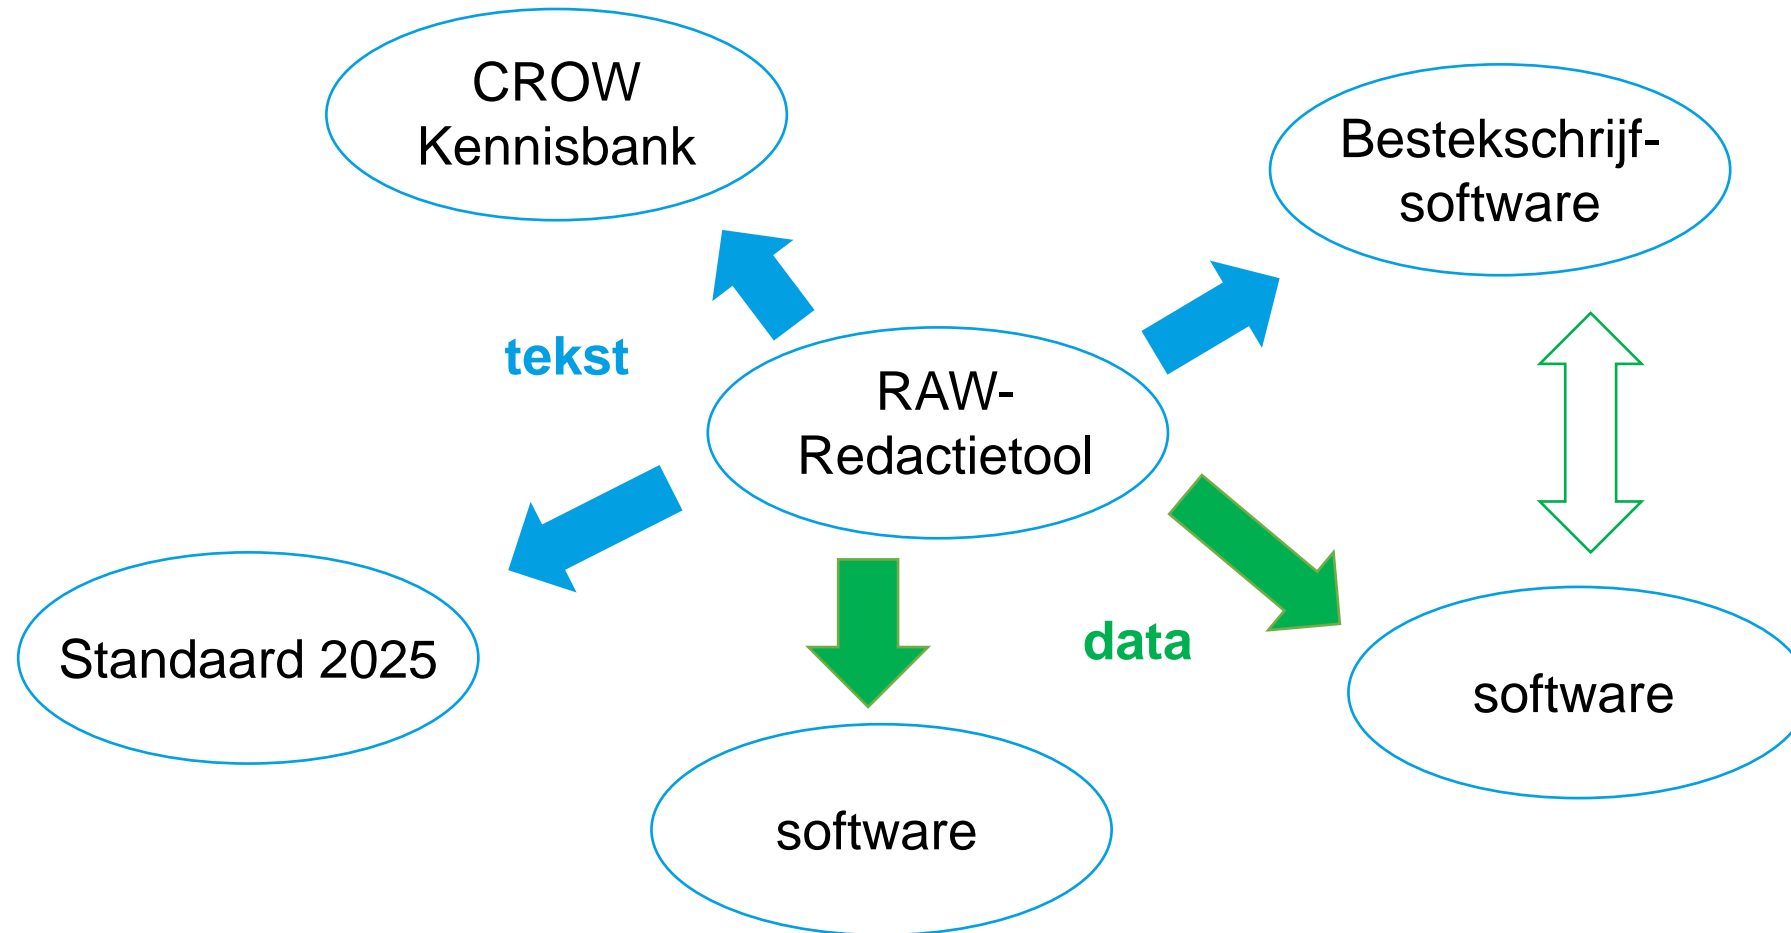 CROW
Kennisbank
Bestekschrijf-
software
tekst
RAW-
Redactietool
Standaard 2025
data
software
software